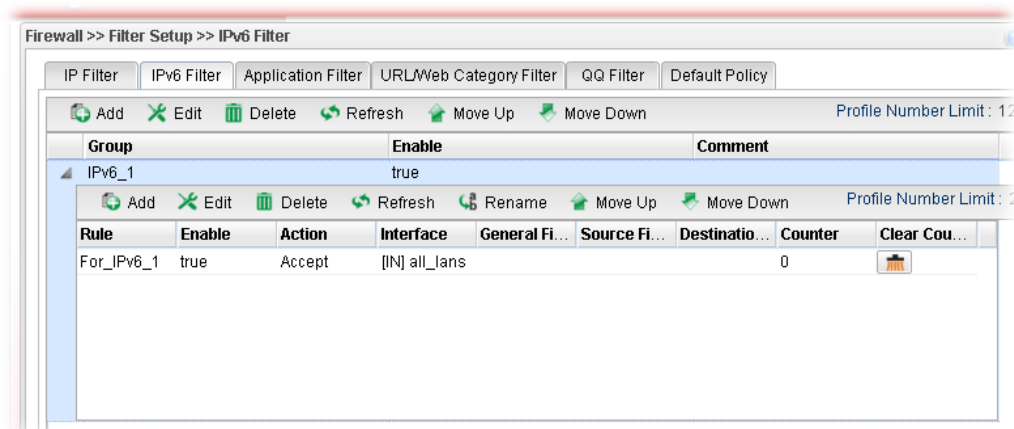 Firewall >> Filter Setup >> IPv6 Filter
IP Filter IPv6 Filter Application Filter URL/Web Category Filter QQ Filter Default Policy
Add Edit Delete Refresh Move Up Move Down Profile Number Limit : 12
Group Enable Comment
IPv6_1 true
Add Edit Delete Refresh Rename Move Up Move Down Profile Number Limit :
Rule Enable Action Interface General Fi... Source Fi... Destinatio... Counter Clear Cou...
For_IPv6_1 true Accept [IN] all_lans 0